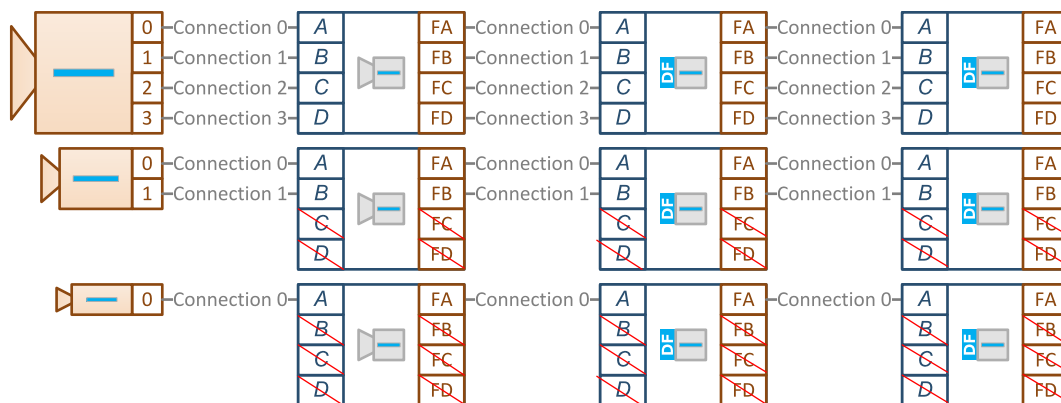 0 Connection 0 A FA Connection 0 A FA Connection 0 A FA
1 Connection 1 B FB Connection 1 B FB Connection 1 B FB
2 Connection 2 C FC Connection 2 C FC Connection 2 C FC
3 Connection 3 D FD Connection 3 D FD Connection 3 D FD
DF DF
0 Connection 0 A FA Connection 0 A FA Connection 0 A FA
1 Connection 1 B FB Connection 1 B FB Connection 1 B FB
C FC C FC C FC
D FD D FD D FD
DF DF
0 Connection 0 A FA Connection 0 A FA Connection 0 A FA
B FB B FB B FB
C FC C FC C FC
D FD D FD D FD
DF DF